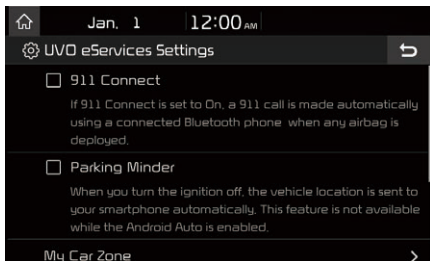 Jan. 1 12:00 AM
UVO eServices Settings
911 Connect
If 911 Connect is set to On, a 911 call is made automatically
using a connected Bluetooth phone when any airbag is
deployed.
Parking Minder
When you turn the ignition off, the vehicle location is sent to
your smartphone automatically. This feature is not available
while the Android Auto is enabled.
My Car Zone